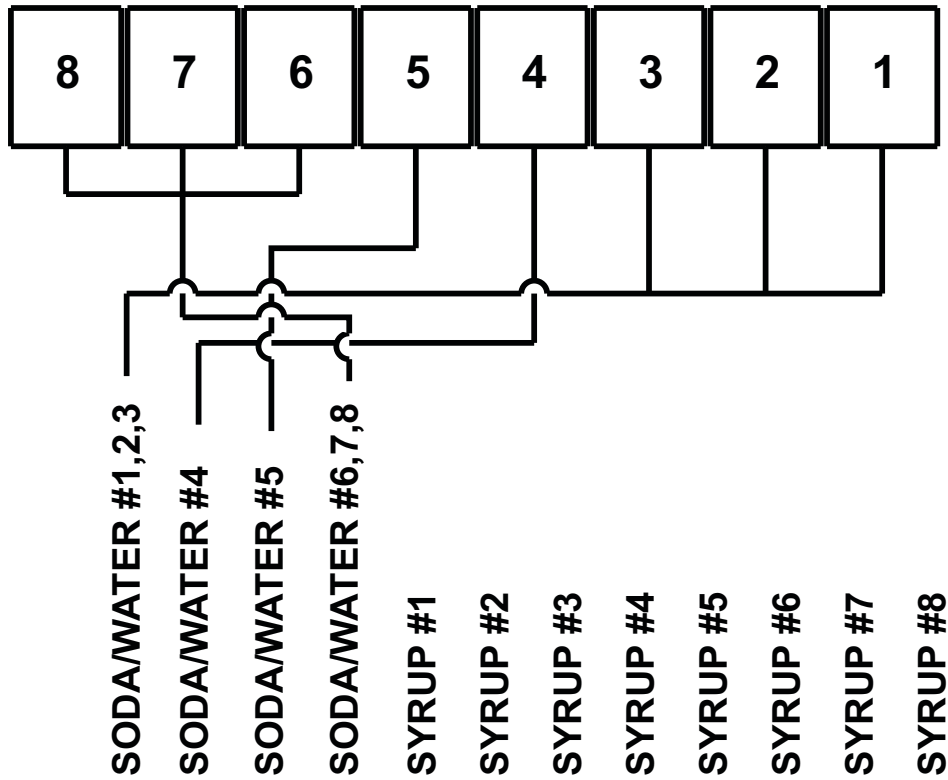 8 7 6 5 4 3 2 1
SODA/WATER #1,2,3
SODA/WATER #4
SODA/WATER #5
SODA/WATER #6,7,8
SYRUP #1
SYRUP #2
SYRUP #3
SYRUP #4
SYRUP #5
SYRUP #6
SYRUP #7
SYRUP #8